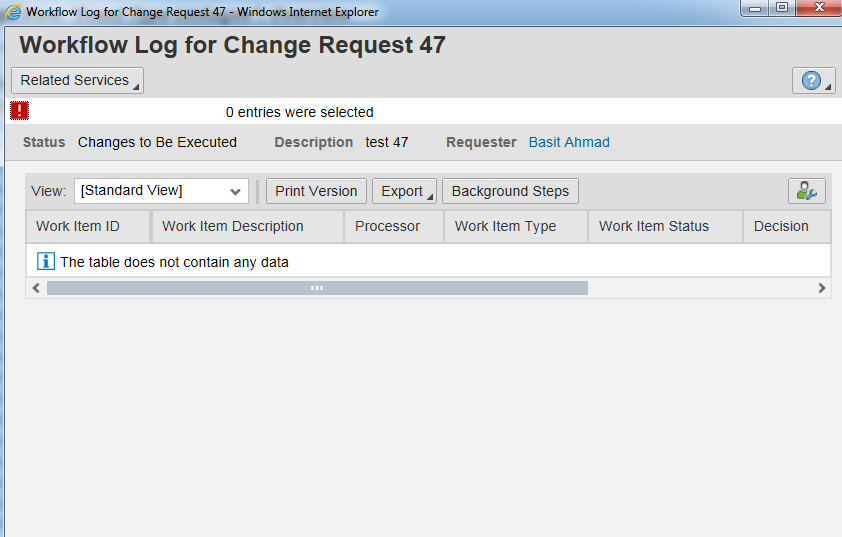 Workflow Log for Change Request 47 - Windows Internet Explorer
Workflow Log for Change Request 47
Related Services
0 entries were selected
Status Changes to Be Executed Description test 47 Requester Basit Ahmad
View: [Standard View] Print Version Export Background Steps
Work Item ID Work Item Description Processor Work Item Type Work Item Status Decision
The table does not contain any data